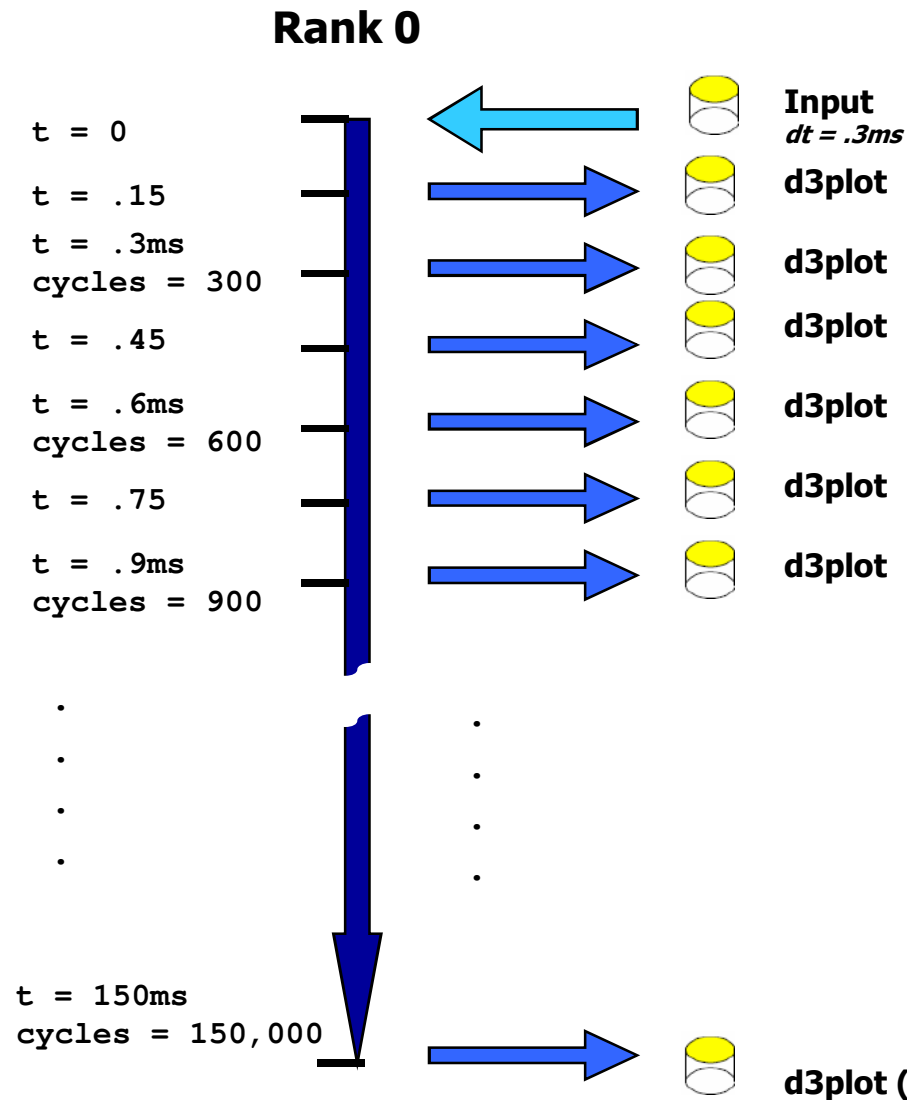 Rank 0
t = 0
Input
dt = .3ms
t = .15
d3plot
t = .3ms
cycles = 300
d3plot
t = .45
d3plot
t = .6ms
cycles = 600
d3plot
t = .75
d3plot
t = .9ms
cycles = 900
d3plot
t = 150ms
cycles = 150,000
d3plot (